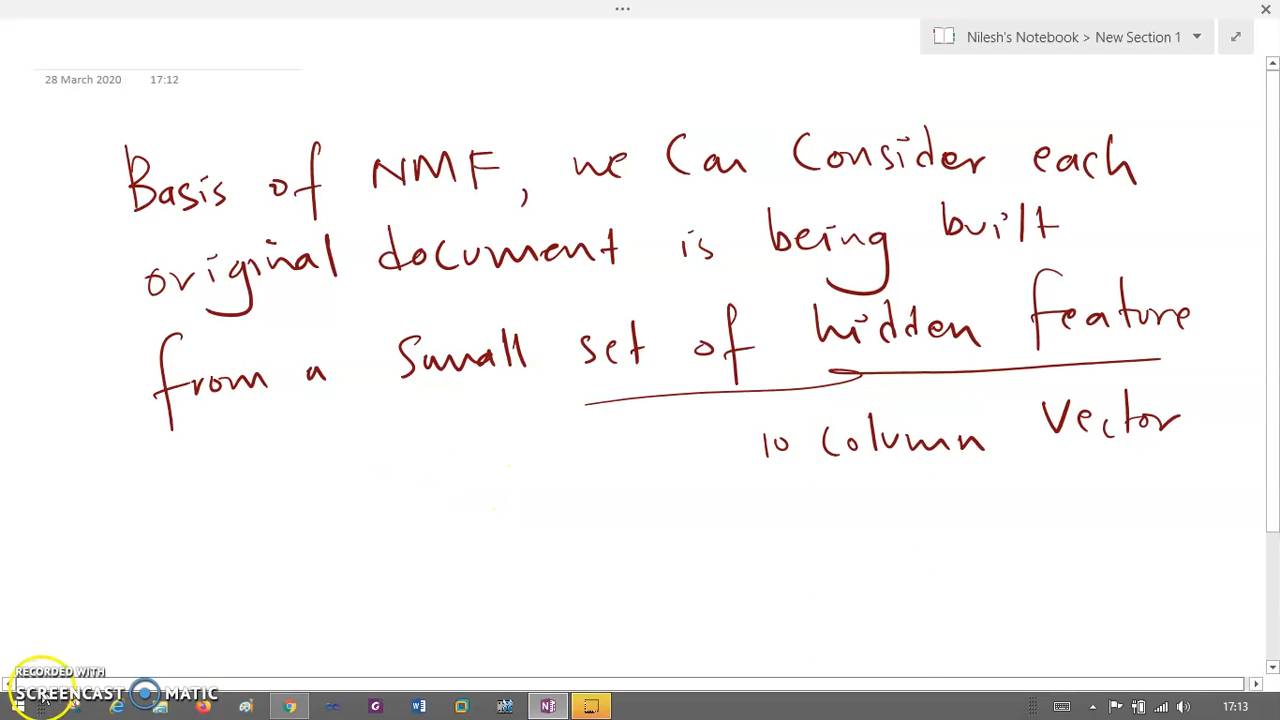 Nilesh's Notebook > New Section 1
28 March 2020 17:12
Basis of NMF, we Can Consider each
original document is being built
from a small set of hidden feature
10 Column Vector
RECORDED WITH
SCREENCAST MATIC
17:13